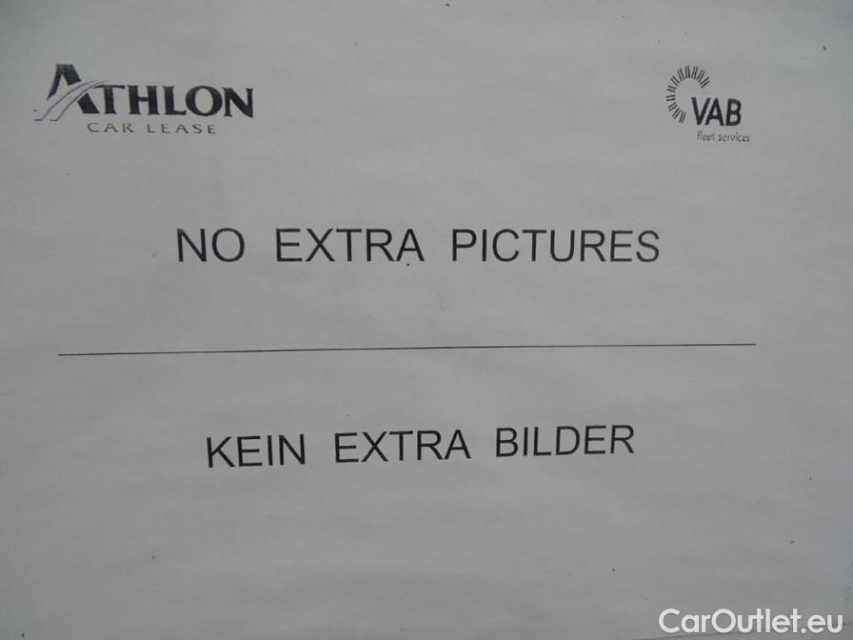 ATHLON
CAR LEASE
VAB
fleet services
NO EXTRA PICTURES
KEIN EXTRA BILDER
CarOutlet.eu